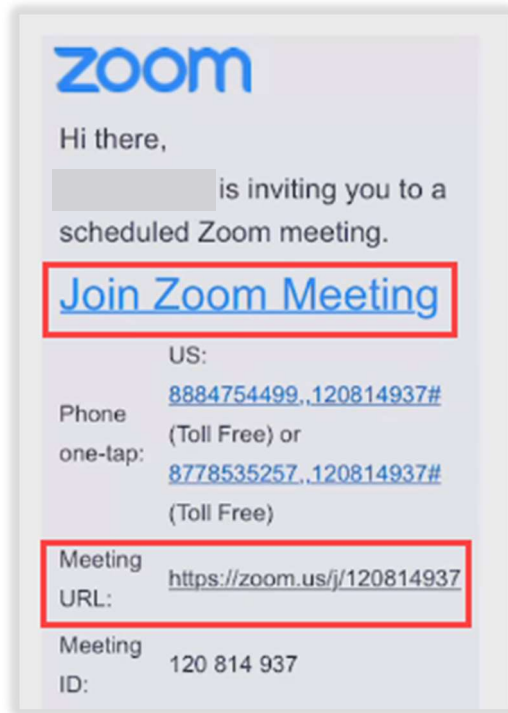 zoom
Hi there,
is inviting you to a
scheduled Zoom meeting.
Join Zoom Meeting
US:
8884754499,,120814937#
Phone one-tap:
(Toll Free) or
8778535257,,120814937#
(Toll Free)
Meeting URL:
https://zoom.us/j/120814937
Meeting ID:
120 814 937